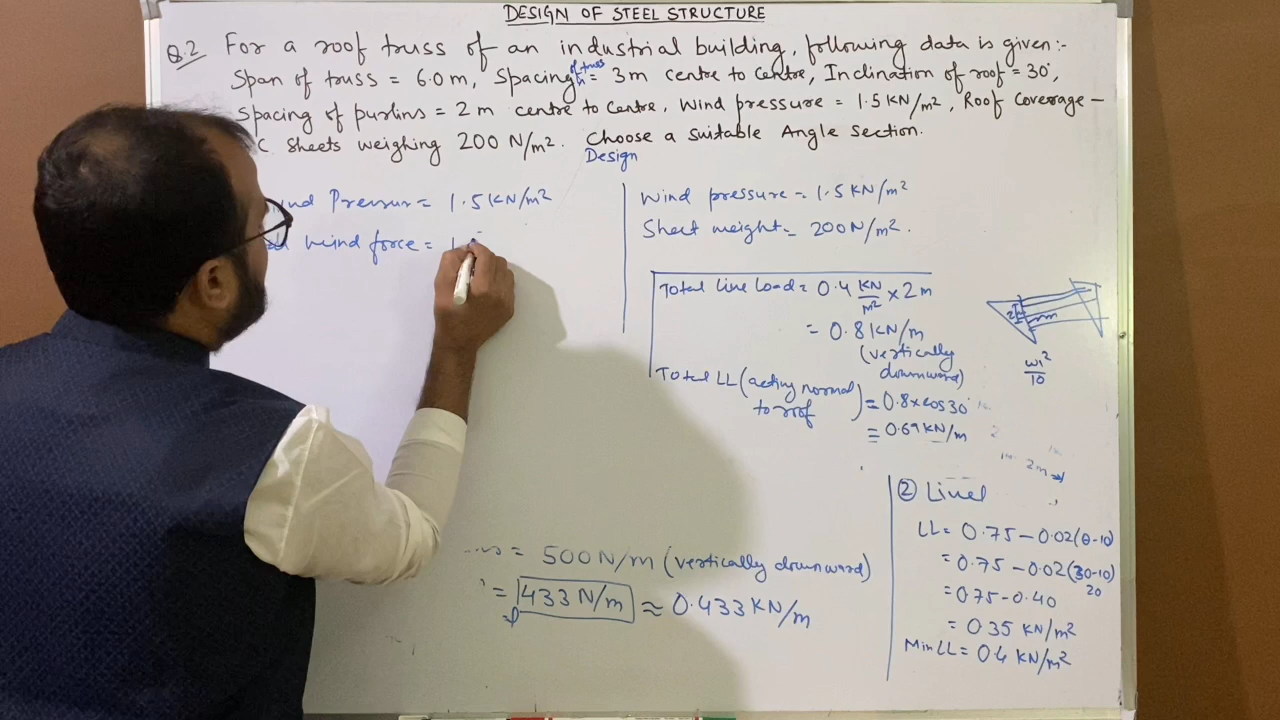 DESIGN OF STEEL STRUCTURE
Q.2 For a roof truss of an industrial building, following data is given:-
Span of truss = 6.0 m, Spacing of truss = 3m centre to centre, Inclination of roof = 30°,
Spacing of purlins = 2 m centre to centre, Wind pressure = 1.5 KN/m², Roof Coverage -
C Sheets weighing 200 N/m². Choose a suitable Angle section.
Design
Pressure = 1.5 KN/m²
wind force = 1.
Wind pressure = 1.5 KN/m²
Sheet weight = 200 N/m².
Total line load = 0.4 KN/m² × 2m
= 0.8 KN/m
(vertically downward)
Total LL (acting normal to roof) = 0.8 x cos 30°
= 0.69 KN/m
wl²/10
2m
= 500 N/m (vertically downward)
= 433 N/m ≈ 0.433 KN/m
② 
LL = 0.75 - 0.02(θ-10)
= 0.75 - 0.02(30-10)
20
= 0.75 - 0.40
= 0.35 KN/m²
Min LL = 0.4 KN/m²